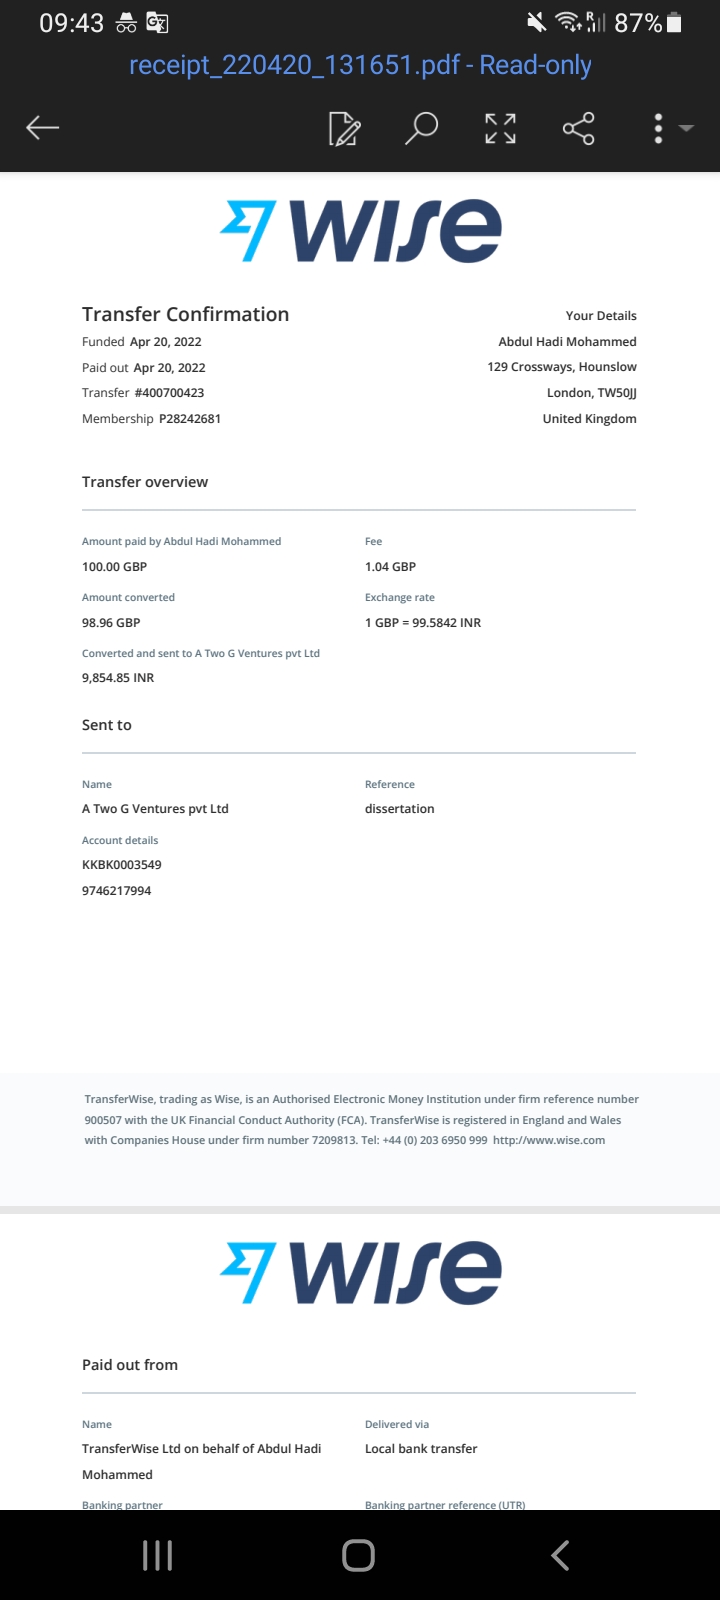 09:43
87%
receipt_220420_131651.pdf - Read-only
wise
Transfer Confirmation
Your Details
Funded Apr 20, 2022
Abdul Hadi Mohammed
Paid out Apr 20, 2022
129 Crossways, Hounslow
Transfer #400700423
London, TW50JJ
Membership P28242681
United Kingdom
Transfer overview
Amount paid by Abdul Hadi Mohammed
Fee
100.00 GBP
1.04 GBP
Amount converted
Exchange rate
98.96 GBP
1 GBP = 99.5842 INR
Converted and sent to A Two G Ventures pvt Ltd
9,854.85 INR
Sent to
Name
Reference
A Two G Ventures pvt Ltd
dissertation
Account details
KKBK0003549
9746217994
TransferWise, trading as Wise, is an Authorised Electronic Money Institution under firm reference number
900507 with the UK Financial Conduct Authority (FCA). TransferWise is registered in England and Wales
with Companies House under firm number 7209813. Tel: +44 (0) 203 6950 999 http://www.wise.com
wise
Paid out from
Name
Delivered via
TransferWise Ltd on behalf of Abdul Hadi
Local bank transfer
Mohammed
Banking partner
Banking partner reference (UTR)